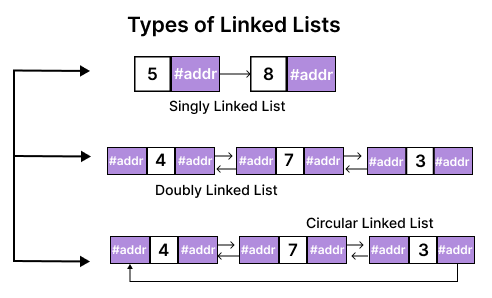 Types of Linked Lists
5 #addr 8 #addr
Singly Linked List
#addr 4 #addr #addr 7 #addr #addr 3 #addr
Doubly Linked List
Circular Linked List
#addr 4 #addr #addr 7 #addr #addr 3 #addr